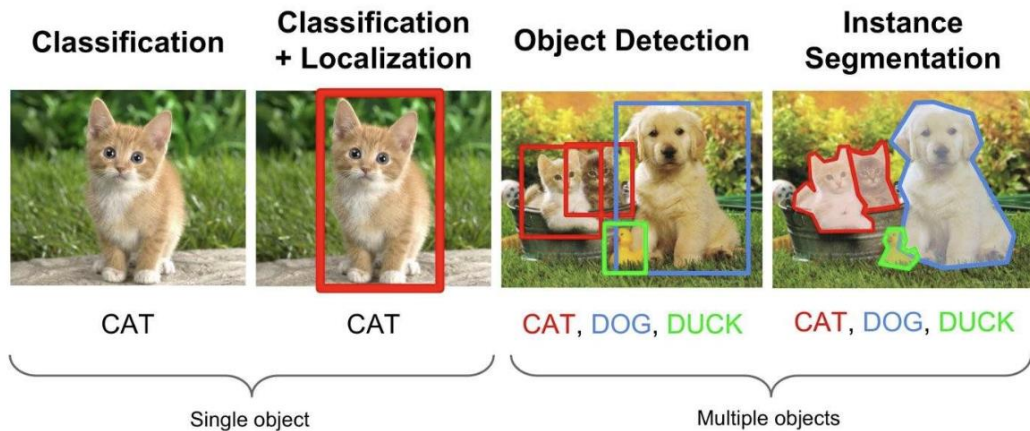 Classification
Classification
+ Localization
Object Detection
Instance
Segmentation
CAT
CAT
CAT, DOG, DUCK
CAT, DOG, DUCK
Single object
Multiple objects